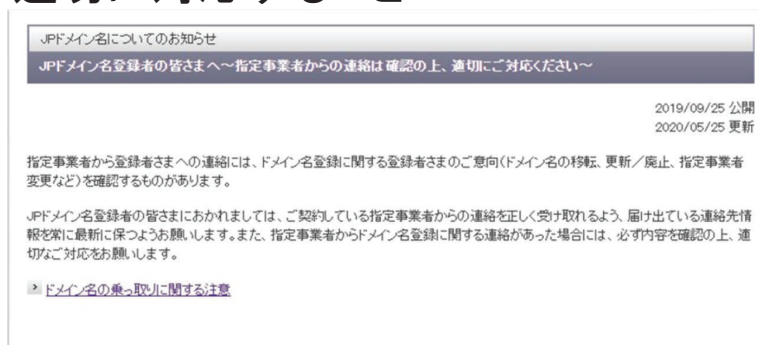 適切に対応すること
JPドメイン名についてのお知らせ
JPドメイン名登録者の皆さまへ～指定事業者からの連絡は確認の上、適切にご対応ください～
2019/09/25 公開
2020/05/25 更新
指定事業者から登録者さまへの連絡には、ドメイン名登録に関する登録者さまのご意向(ドメイン名の移転、更新／廃止、指定事業者
変更など)を確認するものがあります。
JPドメイン名登録者の皆さまにおかれましては、ご契約している指定事業者からの連絡を正しく受け取れるよう、届け出ている連絡先情
報を常に最新に保つようお願いします。また、指定事業者からドメイン名登録に関する連絡があった場合には、必ず内容を確認の上、適
切なご対応をお願いします。
ドメイン名の乗っ取りに関する注意